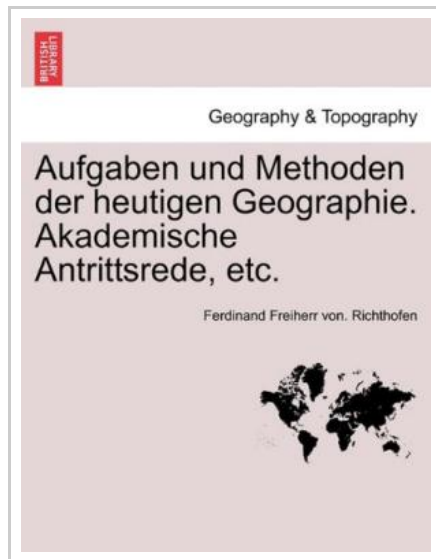 BRITISH
LIBRARY
Geography & Topography
Aufgaben und Methoden
der heutigen Geographie.
Akademische
Antrittsrede, etc.
Ferdinand Freiherr von. Richthofen